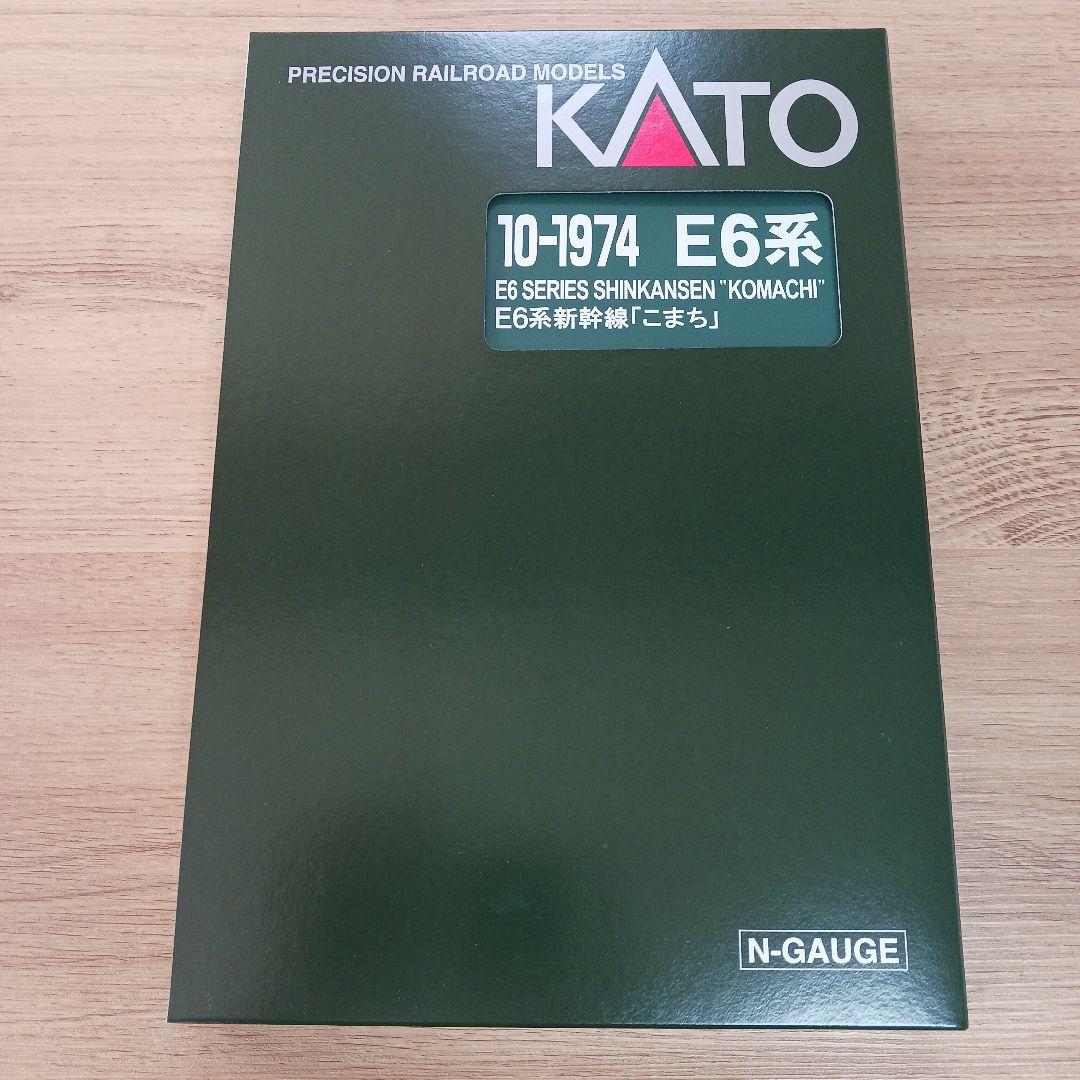 PRECISION RAILROAD MODELS
KATO
10-1974 E6系
E6 SERIES SHINKANSEN "KOMACHI"
E6系新幹線「こまち」
N-GAUGE